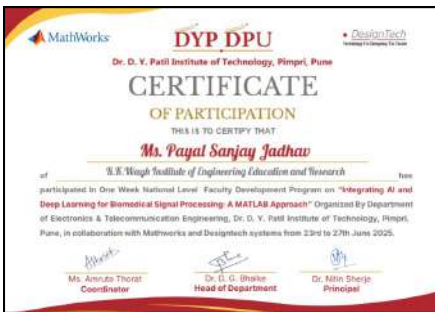 MathWorks
DYP DPU
DesignTech
Dr. D. Y. Patil Institute of Technology, Pimpri, Pune
CERTIFICATE
OF PARTICIPATION
THIS IS TO CERTIFY THAT
Ms. Payal Sanjay Jadhav
of K.K.Wagh Institute of Engineering Education and Research has
participated in One Week National Level Faculty Development Program on "Integrating AI and
Deep Learning for Biomedical Signal Processing: A MATLAB Approach" Organized By Department
of Electronics & Telecommunication Engineering, Dr. D. Y. Patil Institute of Technology, Pimpri,
Pune, in collaboration with Mathworks and Designtech systems from 23rd to 27th June 2025.
Ms. Amruta Thorat
Coordinator
Dr. D. G. Bhalke
Head of Department
Dr. Nitin Sherje
Principal